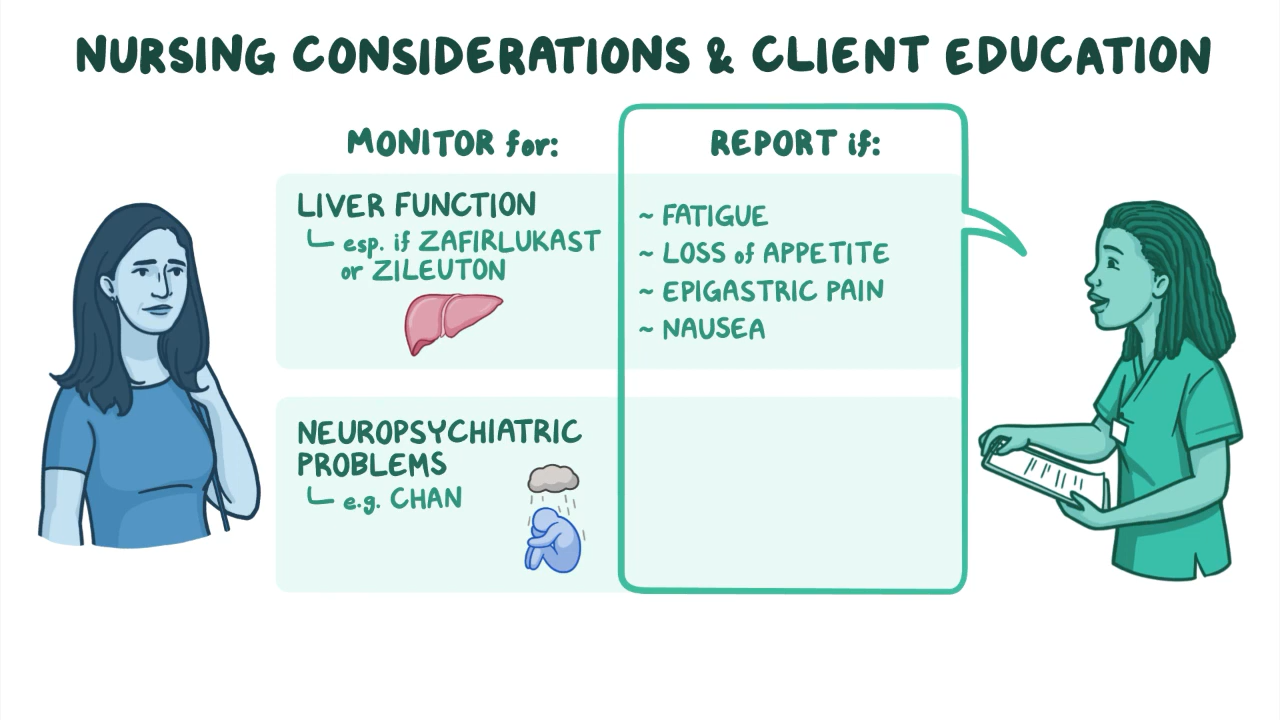 NURSING CONSIDERATIONS & CLIENT EDUCATION
MONITOR for:
LIVER FUNCTION
esp. if ZAFIRLUKAST
or ZILEUTON
NEUROPSYCHIATRIC
PROBLEMS
e.g. CHAN
REPORT if:
~ FATIGUE
~ LOSS of APPETITE
~ EPIGASTRIC PAIN
~ NAUSEA